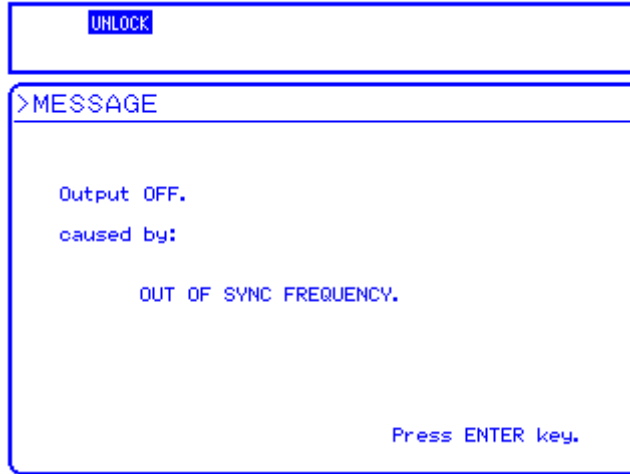 UNLOCK
>MESSAGE
Output OFF.
caused by:
OUT OF SYNC FREQUENCY.
Press ENTER key.